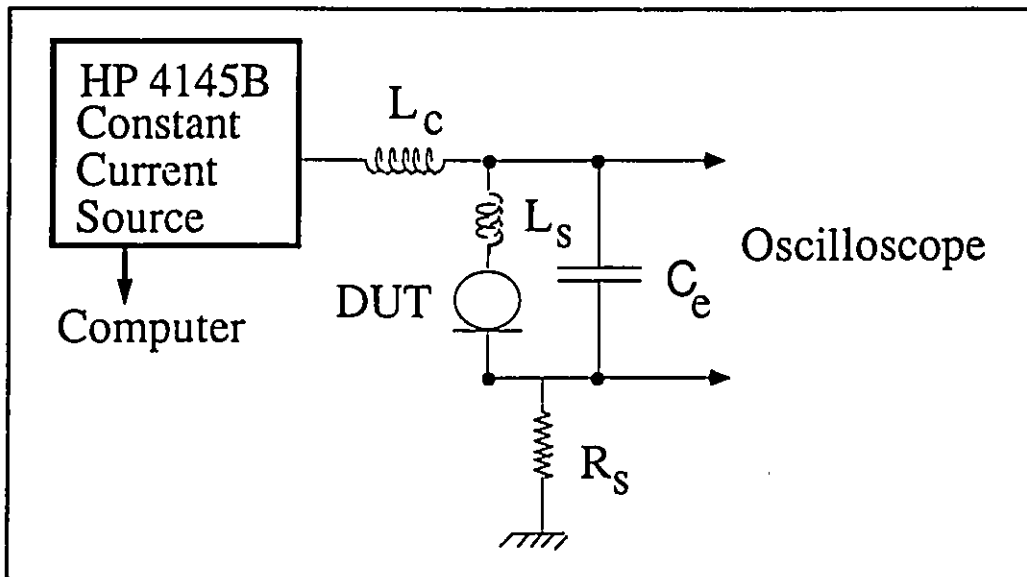 HP 4145B
Constant
Current
Source
Computer
L_c
L_s
DUT
C_e
R_s
Oscilloscope